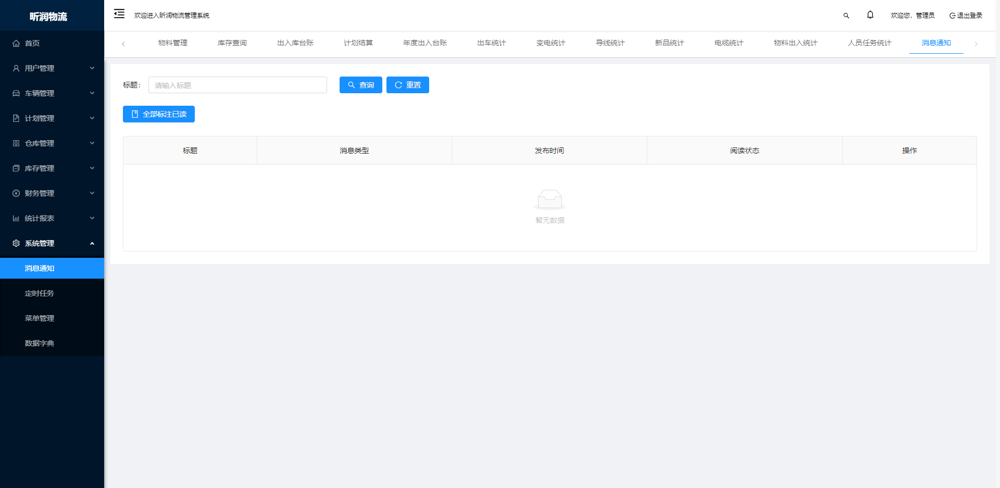 昕润物流
欢迎进入昕润物流管理系统
欢迎您，管理员
退出登录
首页
用户管理
车辆管理
计划管理
仓库管理
库存管理
财务管理
统计报表
系统管理
消息通知
定时任务
菜单管理
数据字典
物料管理 库存查询 出入库台账 计划结算 年度出入台账 出车统计 变电统计 导线统计 新品统计 电缆统计 物料出入统计 人员任务统计 消息通知
标题： 请输入标题 查询 重置
全部标注已读
标题 消息类型 发布时间 阅读状态 操作
暂无数据